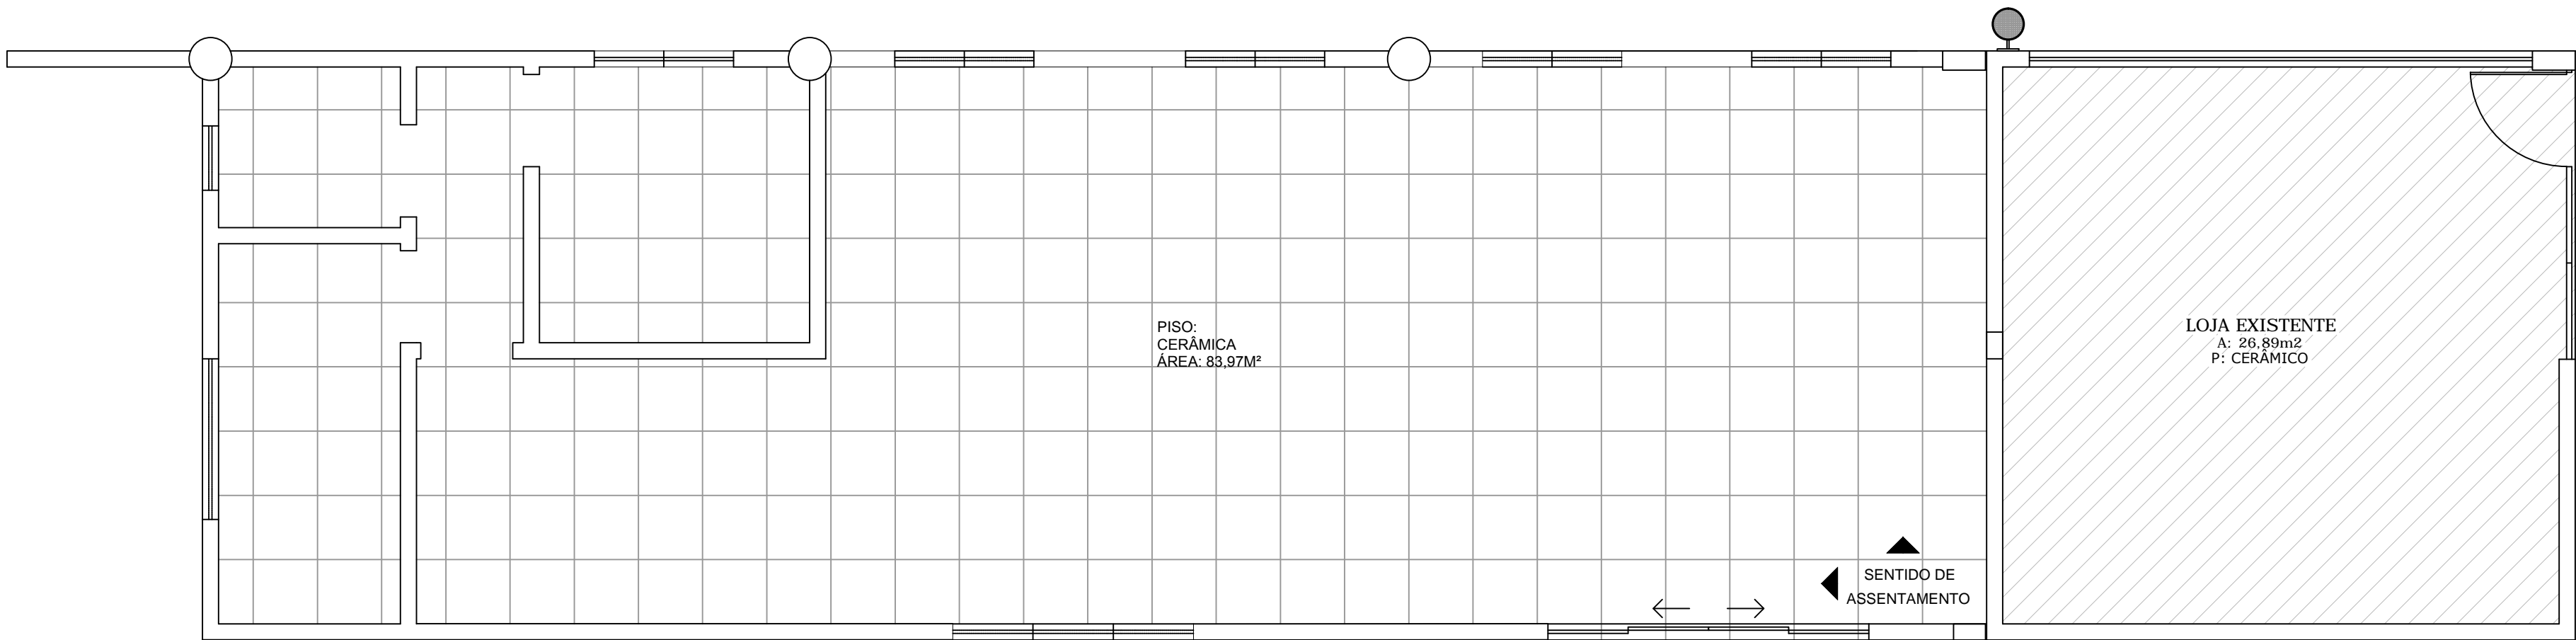 PISO:
CERÂMICA
ÁREA: 83,97M²
LOJA EXISTENTE
A: 26,89m2
P: CERÂMICO
SENTIDO DE
ASSENTAMENTO